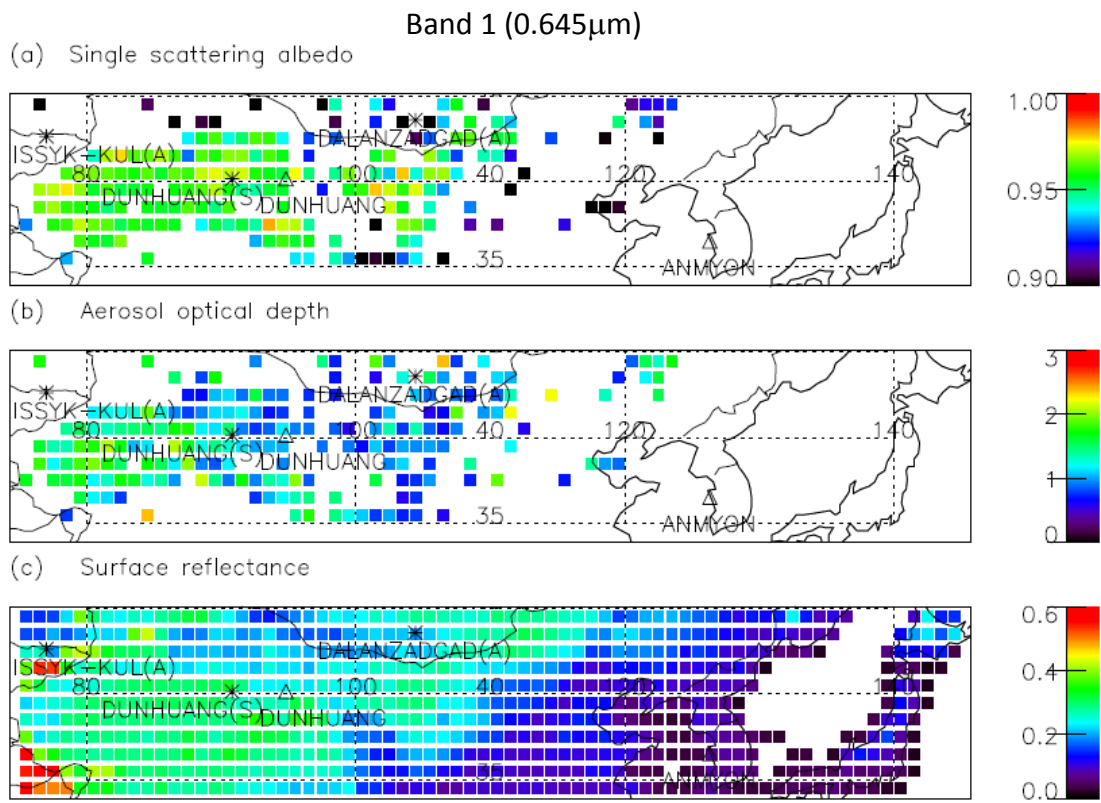 Band 1 (0.645μm)
(a) Single scattering albedo
ISSYK-KUL(A)
DALANZADGAD(A)
80 100 40 120 140
DUNHUANG(S) DUNHUANG
35
ANMYON
1.00
0.95
0.90
(b) Aerosol optical depth
ISSYK-KUL(A)
DALANZADGAD(A)
80 100 40 120 140
DUNHUANG(S) DUNHUANG
35
ANMYON
3
2
1
0
(c) Surface reflectance
ISSYK-KUL(A)
DALANZADGAD(A)
80 100 40 120 140
DUNHUANG(S) DUNHUANG
35
ANMYON
0.6
0.4
0.2
0.0